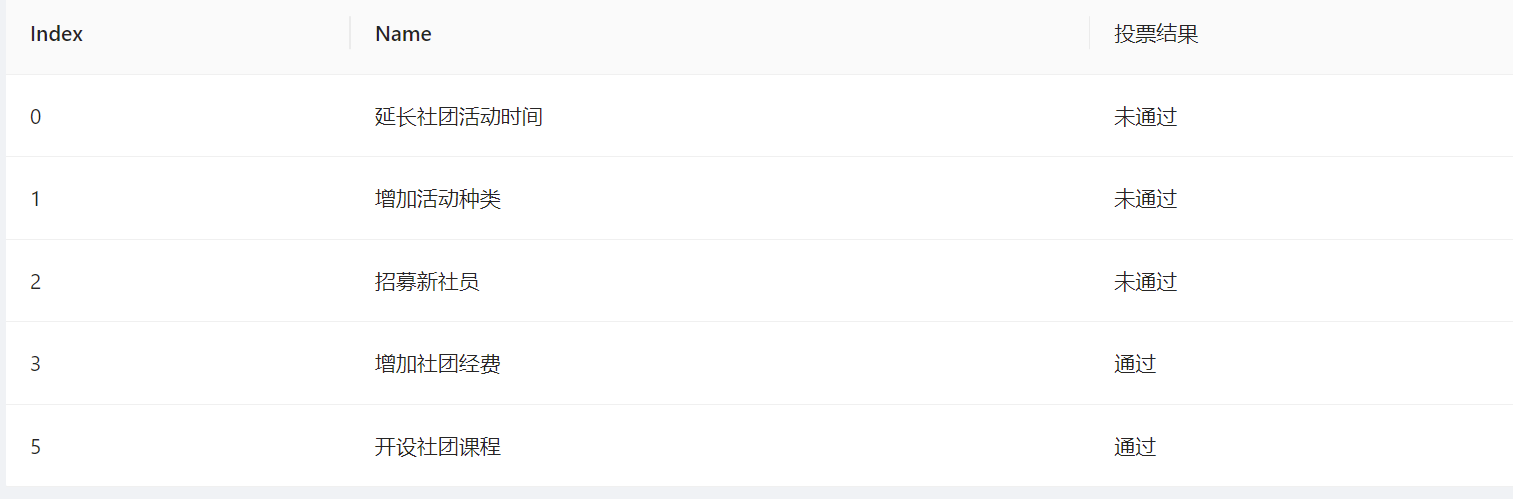 Index Name 投票结果
0 延长社团活动时间 未通过
1 增加活动种类 未通过
2 招募新社员 未通过
3 增加社团经费 通过
5 开设社团课程 通过